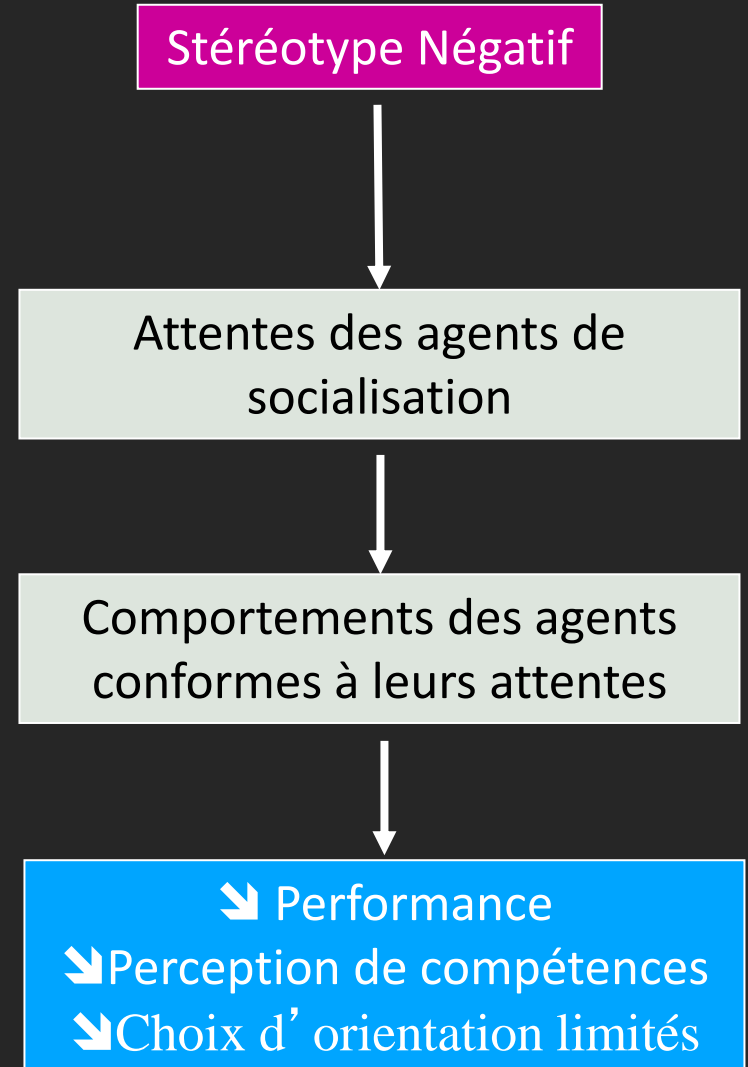 Stéréotype Négatif
Attentes des agents de
socialisation
Comportements des agents
conformes à leurs attentes
➘ Performance
➘Perception de compétences
➘Choix d’ orientation limités